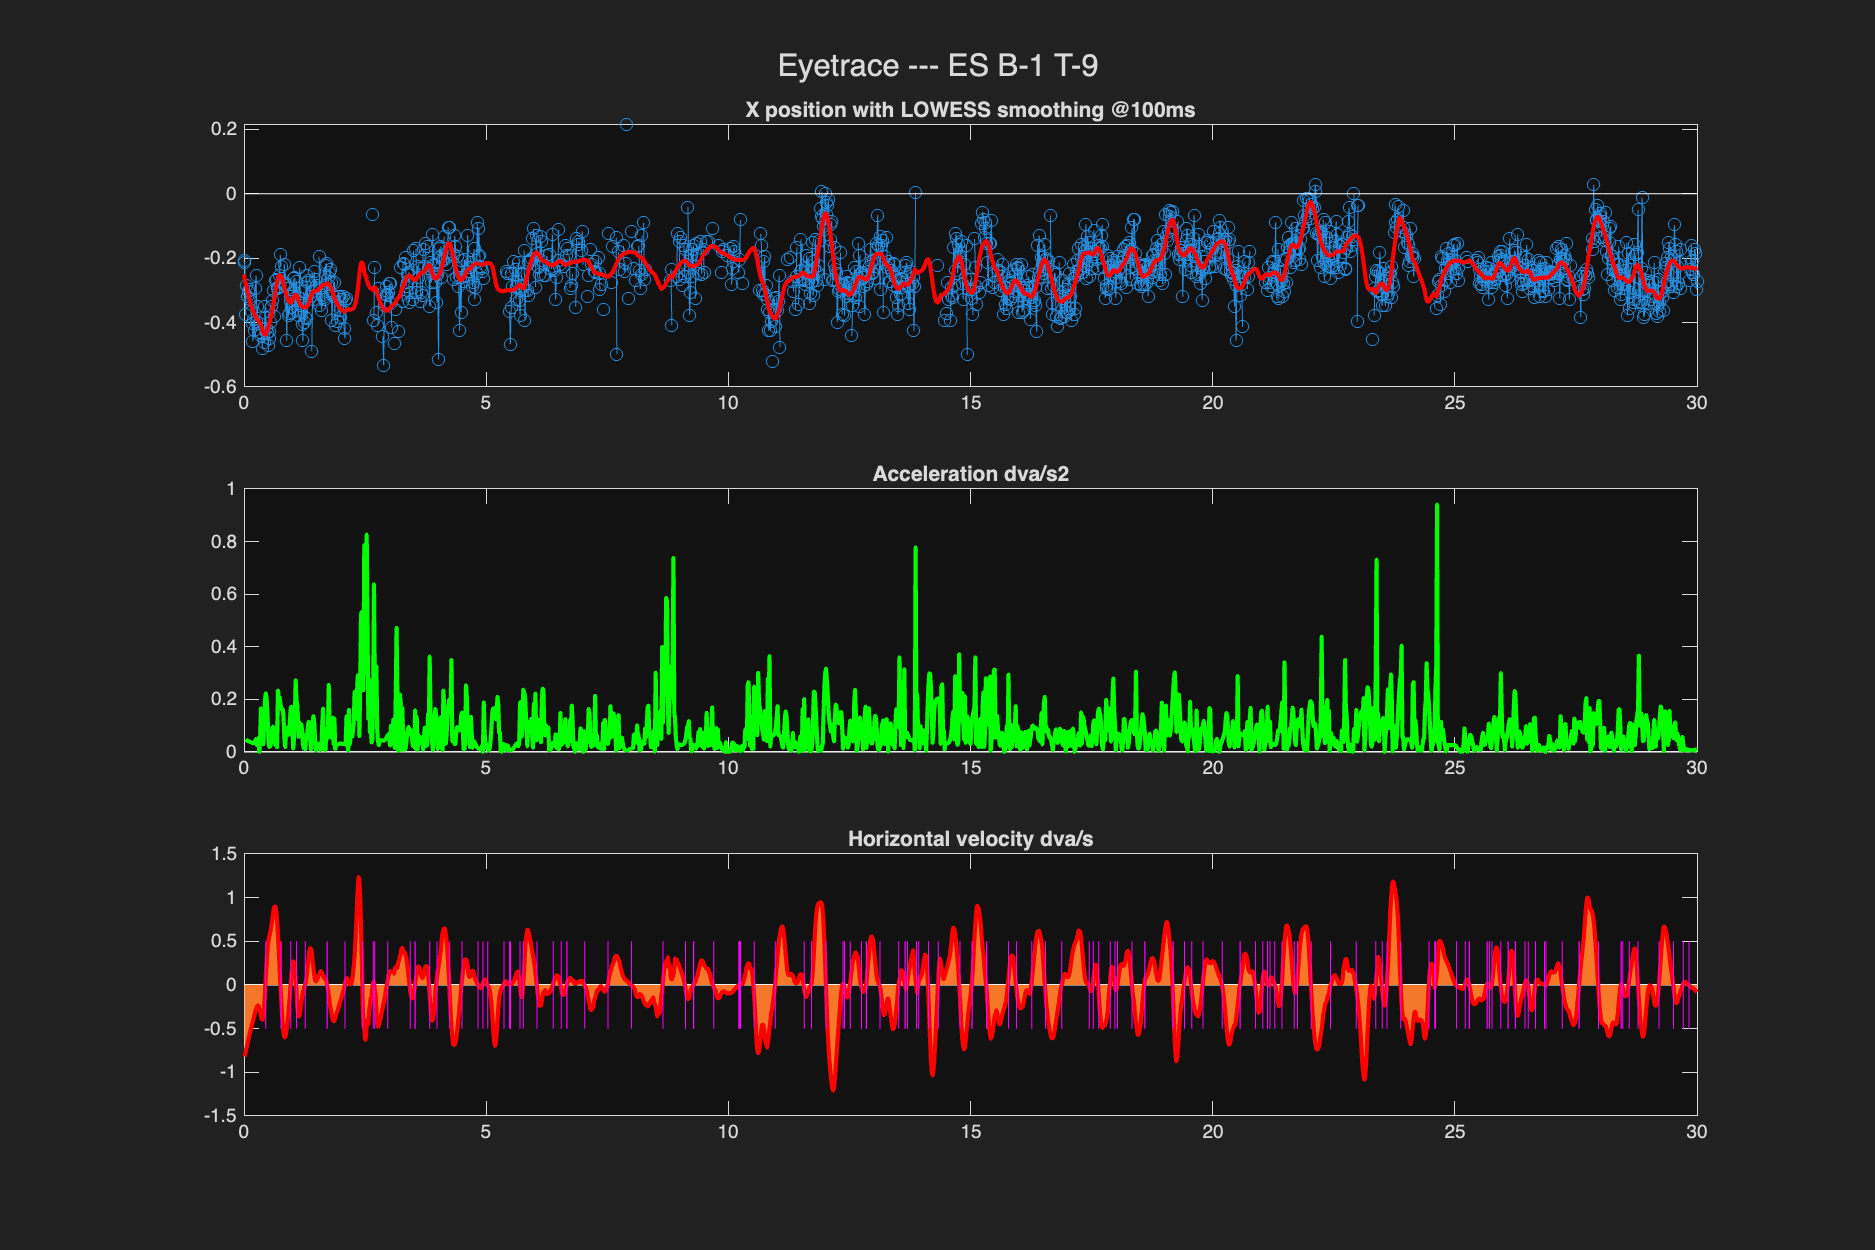 Eyetrace --- ES B-1 T-9
X position with LOWESS smoothing @100ms
0.2
0
-0.2
-0.4
-0.6
0 5 10 15 20 25 30
Acceleration dva/s2
1
0.8
0.6
0.4
0.2
0
0 5 10 15 20 25 30
Horizontal velocity dva/s
1.5
1
0.5
0
-0.5
-1
-1.5
0 5 10 15 20 25 30